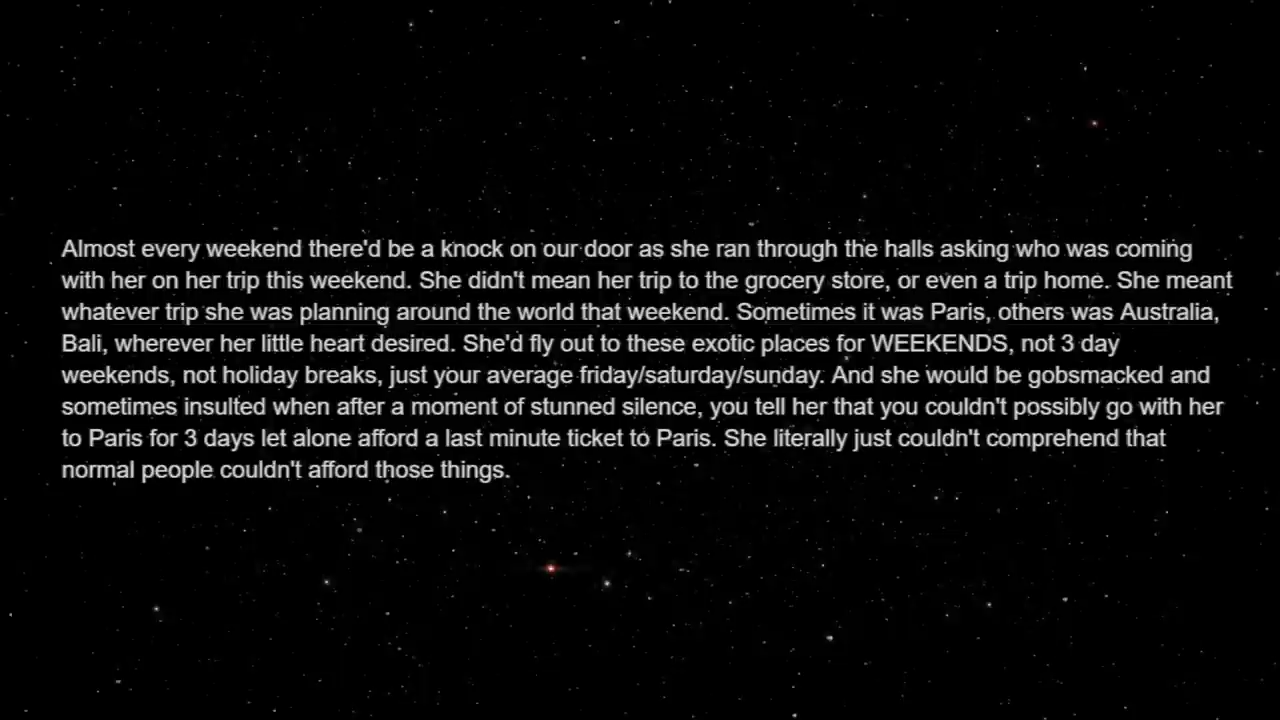 Almost every weekend there'd be a knock on our door as she ran through the halls asking who was coming
with her on her trip this weekend. She didn't mean her trip to the grocery store, or even a trip home. She meant
whatever trip she was planning around the world that weekend. Sometimes it was Paris, others was Australia,
Bali, wherever her little heart desired. She'd fly out to these exotic places for WEEKENDS, not 3 day
weekends, not holiday breaks, just your average friday/saturday/sunday. And she would be gobsmacked and
sometimes insulted when after a moment of stunned silence, you tell her that you couldn't possibly go with her
to Paris for 3 days let alone afford a last minute ticket to Paris. She literally just couldn't comprehend that
normal people couldn't afford those things.